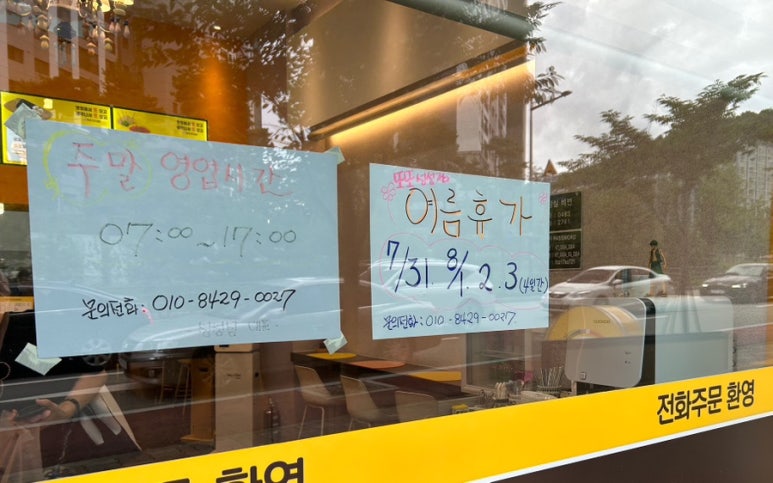 주말 영업시간
07:00~17:00
문의전화: 010-8429-0027
여름휴가
7/31 8/1. 2. 3 (4일간)
문의전화: 010-8429-0027
전화주문 환영
환영